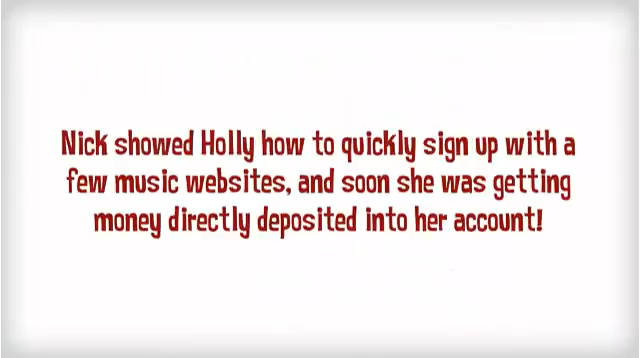 Nick showed Holly how to quickly sign up with a
few music websites, and soon she was getting
money directly deposited into her account!